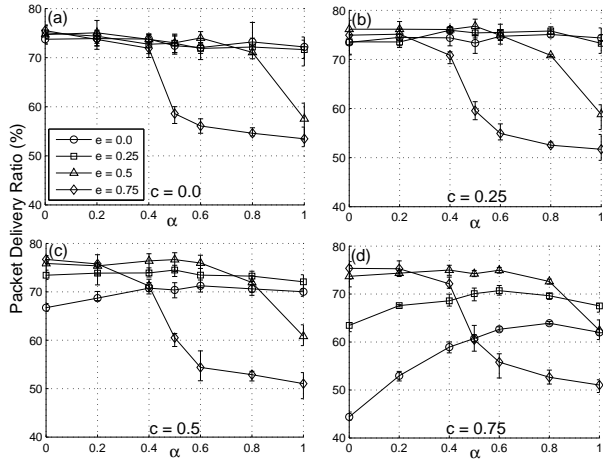 (a)
80
70
60
50
40
0
0.2
0.4
0.6
0.8
1
α
c = 0.0
e = 0.0
e = 0.25
e = 0.5
e = 0.75
(b)
80
70
60
50
40
0
0.2
0.4
0.6
0.8
1
α
c = 0.25
Packet Delivery Ratio (%)
(c)
80
70
60
50
40
0
0.2
0.4
0.6
0.8
1
α
c = 0.5
(d)
80
70
60
50
40
0
0.2
0.4
0.6
0.8
1
α
c = 0.75